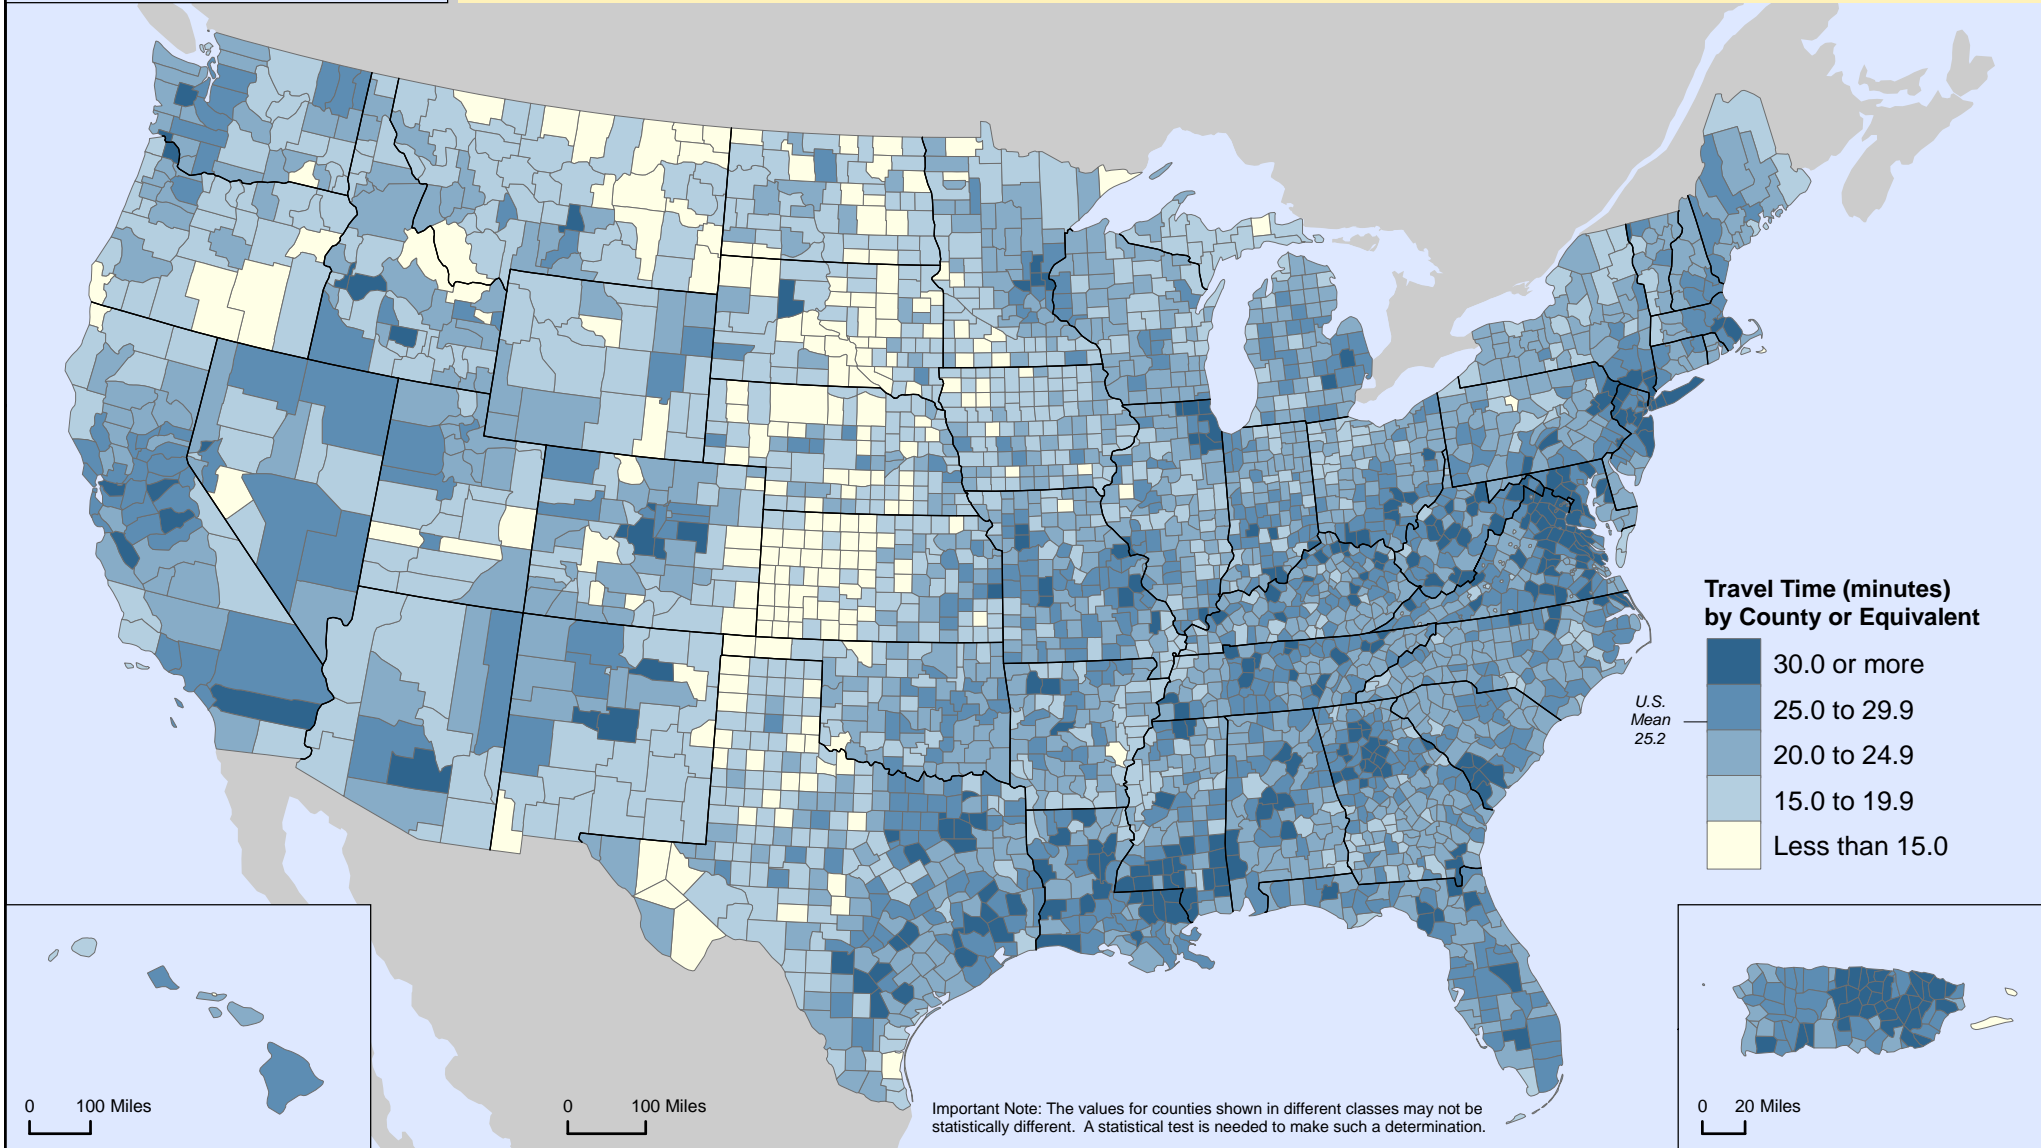 Travel Time (minutes)
by County or Equivalent
30.0 or more
25.0 to 29.9
20.0 to 24.9
15.0 to 19.9
Less than 15.0
U.S.
Mean
25.2
0 100 Miles
0 100 Miles
Important Note: The values for counties shown in different classes may not be
statistically different. A statistical test is needed to make such a determination.
0 20 Miles